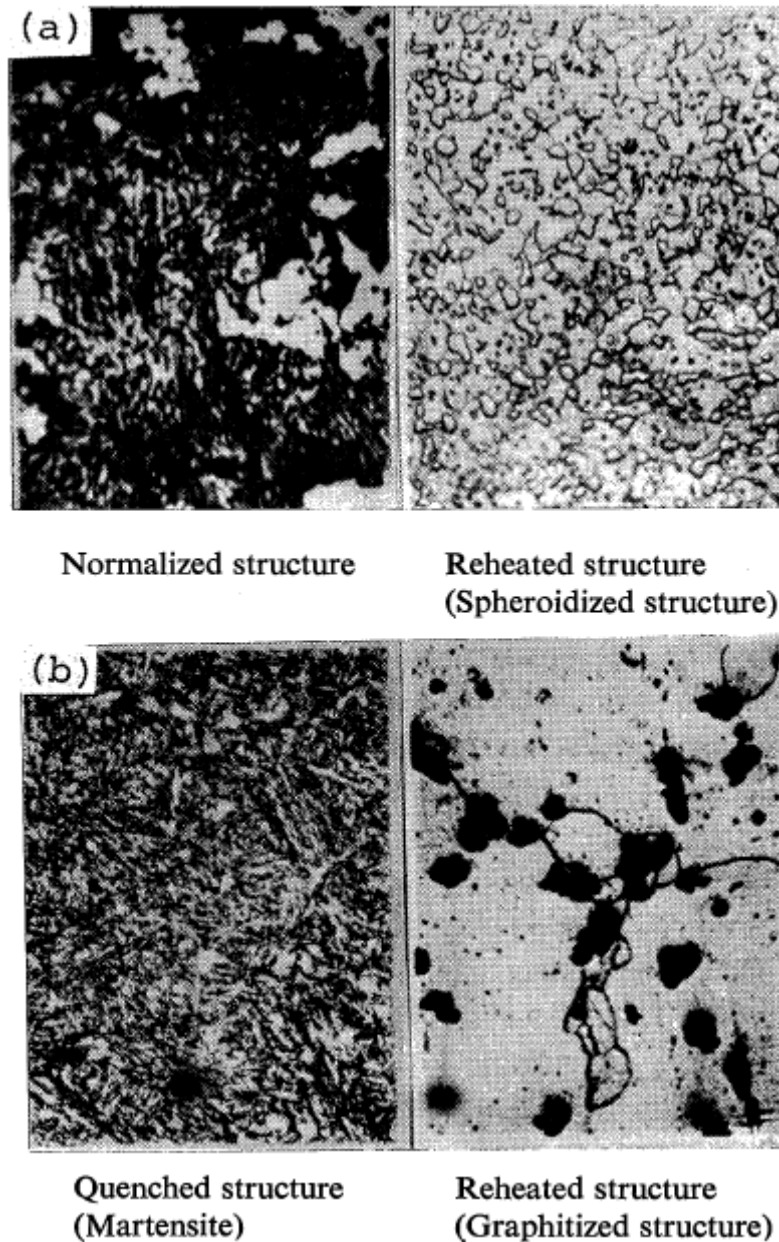 (a)
Normalized structure
Reheated structure
(Spheroidized structure)
(b)
Quenched structure
(Martensite)
Reheated structure
(Graphitized structure)